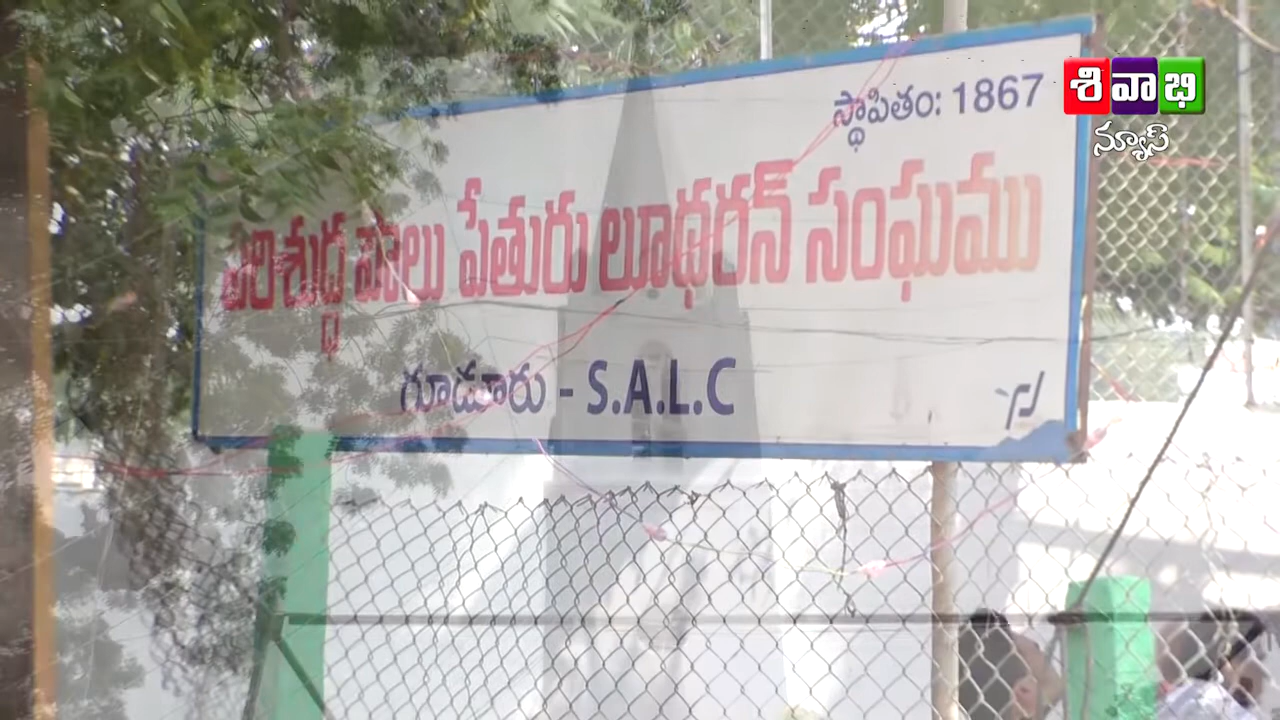 స్థాపితం: 1867
పరిశుద్ధ పాలు పేతురు లూథరన్ సంఘము
గూడూరు - S.A.L.C
శివాభి
న్యూస్